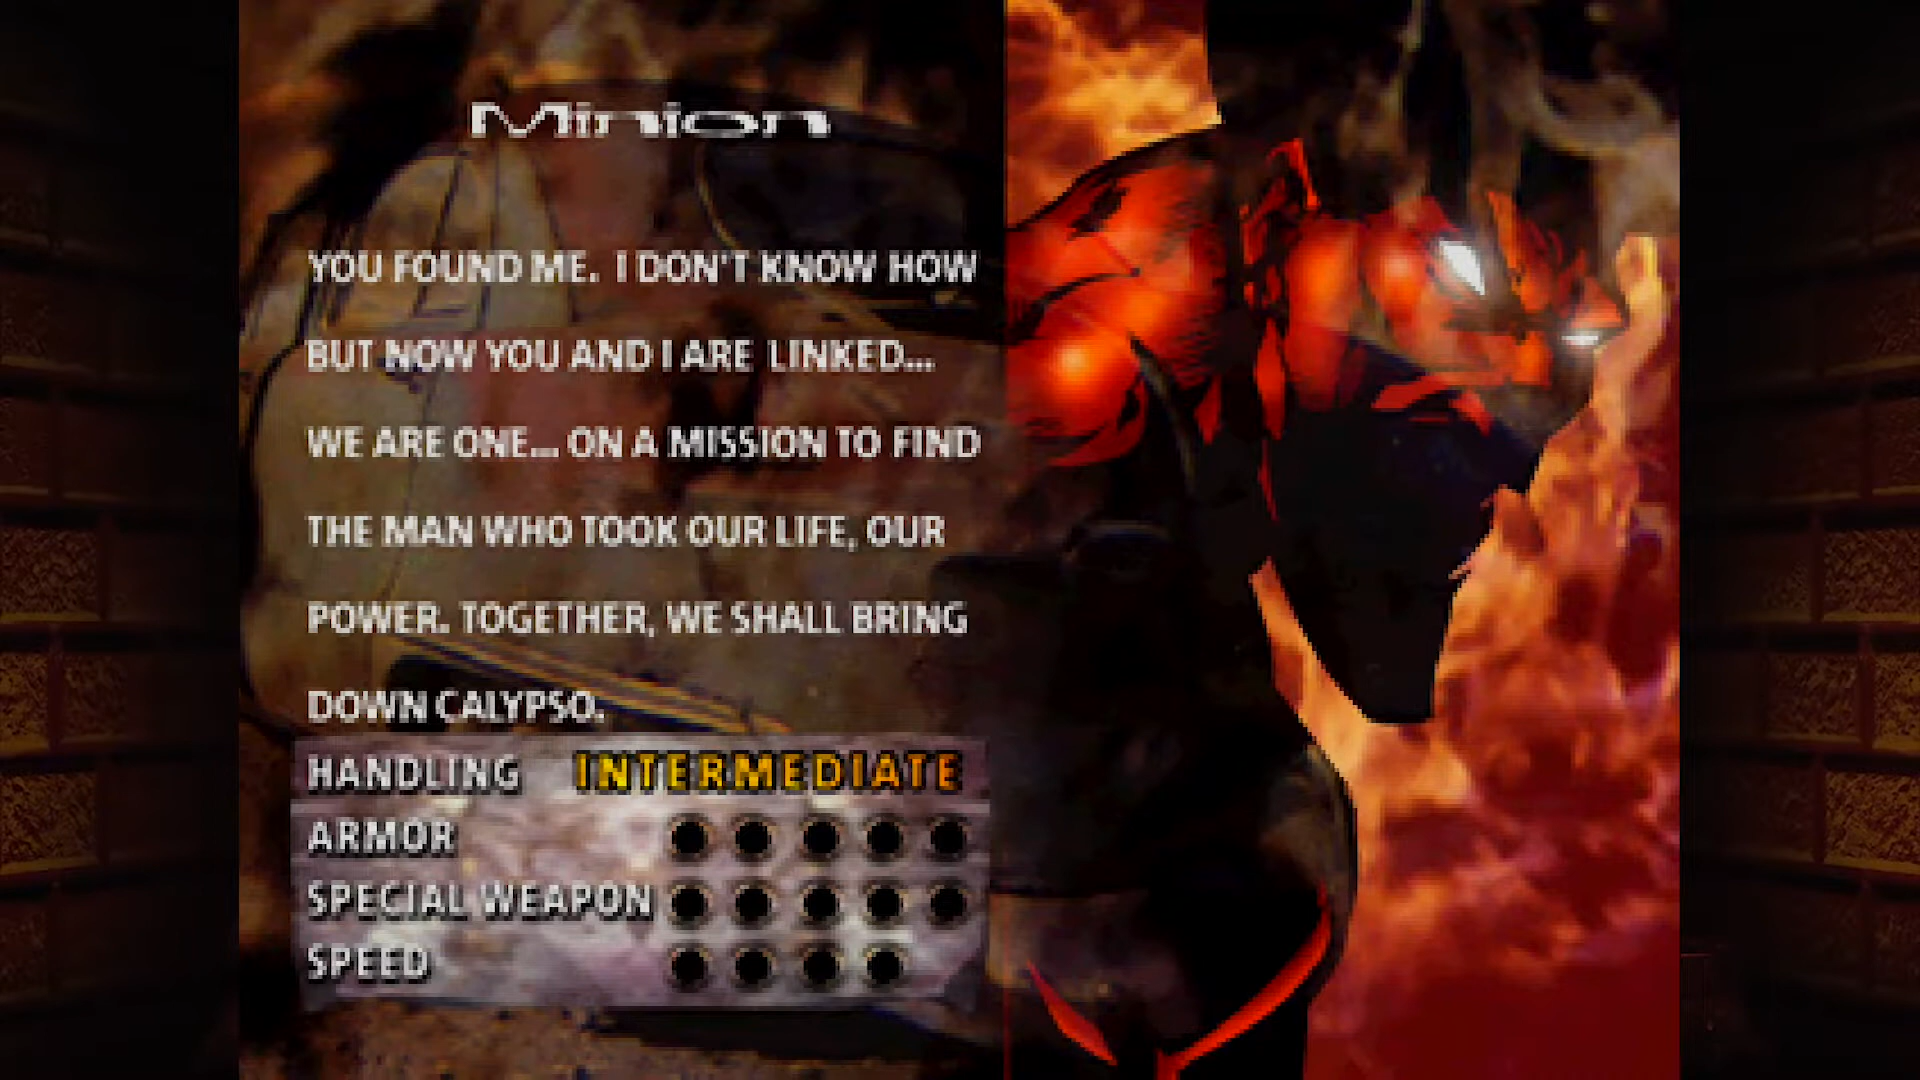 Minion
YOU FOUND ME. I DON'T KNOW HOW
BUT NOW YOU AND I ARE LINKED...
WE ARE ONE... ON A MISSION TO FIND
THE MAN WHO TOOK OUR LIFE, OUR
POWER. TOGETHER, WE SHALL BRING
DOWN CALYPSO.
HANDLING INTERMEDIATE
ARMOR
SPECIAL WEAPON
SPEED